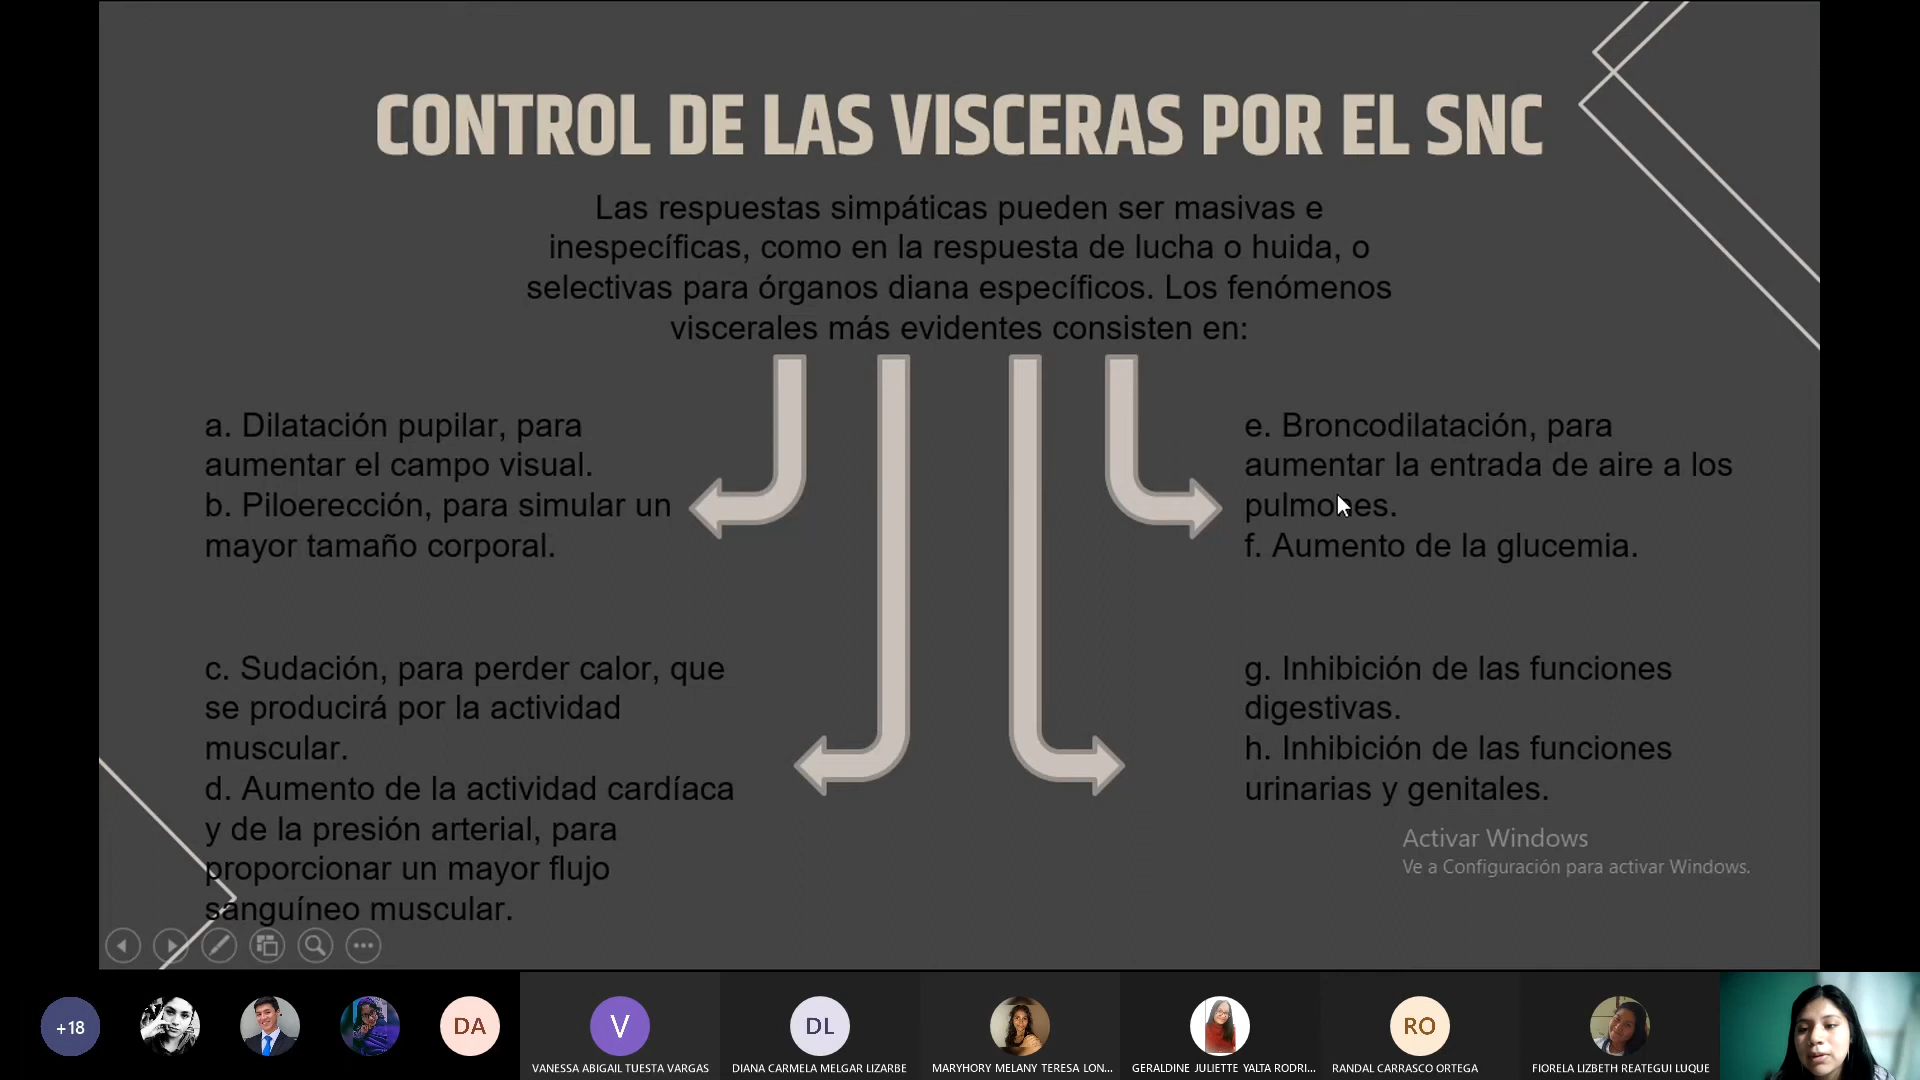 CONTROL DE LAS VISCERAS POR EL SNC
Las respuestas simpáticas pueden ser masivas e
inespecíficas, como en la respuesta de lucha o huida, o
selectivas para órganos diana específicos. Los fenómenos
viscerales más evidentes consisten en:
a. Dilatación pupilar, para
aumentar el campo visual.
b. Piloerección, para simular un
mayor tamaño corporal.
c. Sudación, para perder calor, que
se producirá por la actividad
muscular.
d. Aumento de la actividad cardíaca
y de la presión arterial, para
proporcionar un mayor flujo
sanguíneo muscular.
e. Broncodilatación, para
aumentar la entrada de aire a los
pulmones.
f. Aumento de la glucemia.
g. Inhibición de las funciones
digestivas.
h. Inhibición de las funciones
urinarias y genitales.
Activar Windows
Ve a Configuración para activar Windows.
+18
DA
V
VANESSA ABIGAIL TUESTA VARGAS
DL
DIANA CARMELA MELGAR LIZARBE
MARYHORY MELANY TERESA LON...
GERALDINE JULIETTE YALTA RODRI...
RO
RANDAL CARRASCO ORTEGA
FIORELA LIZBETH REATEGUI LUQUE